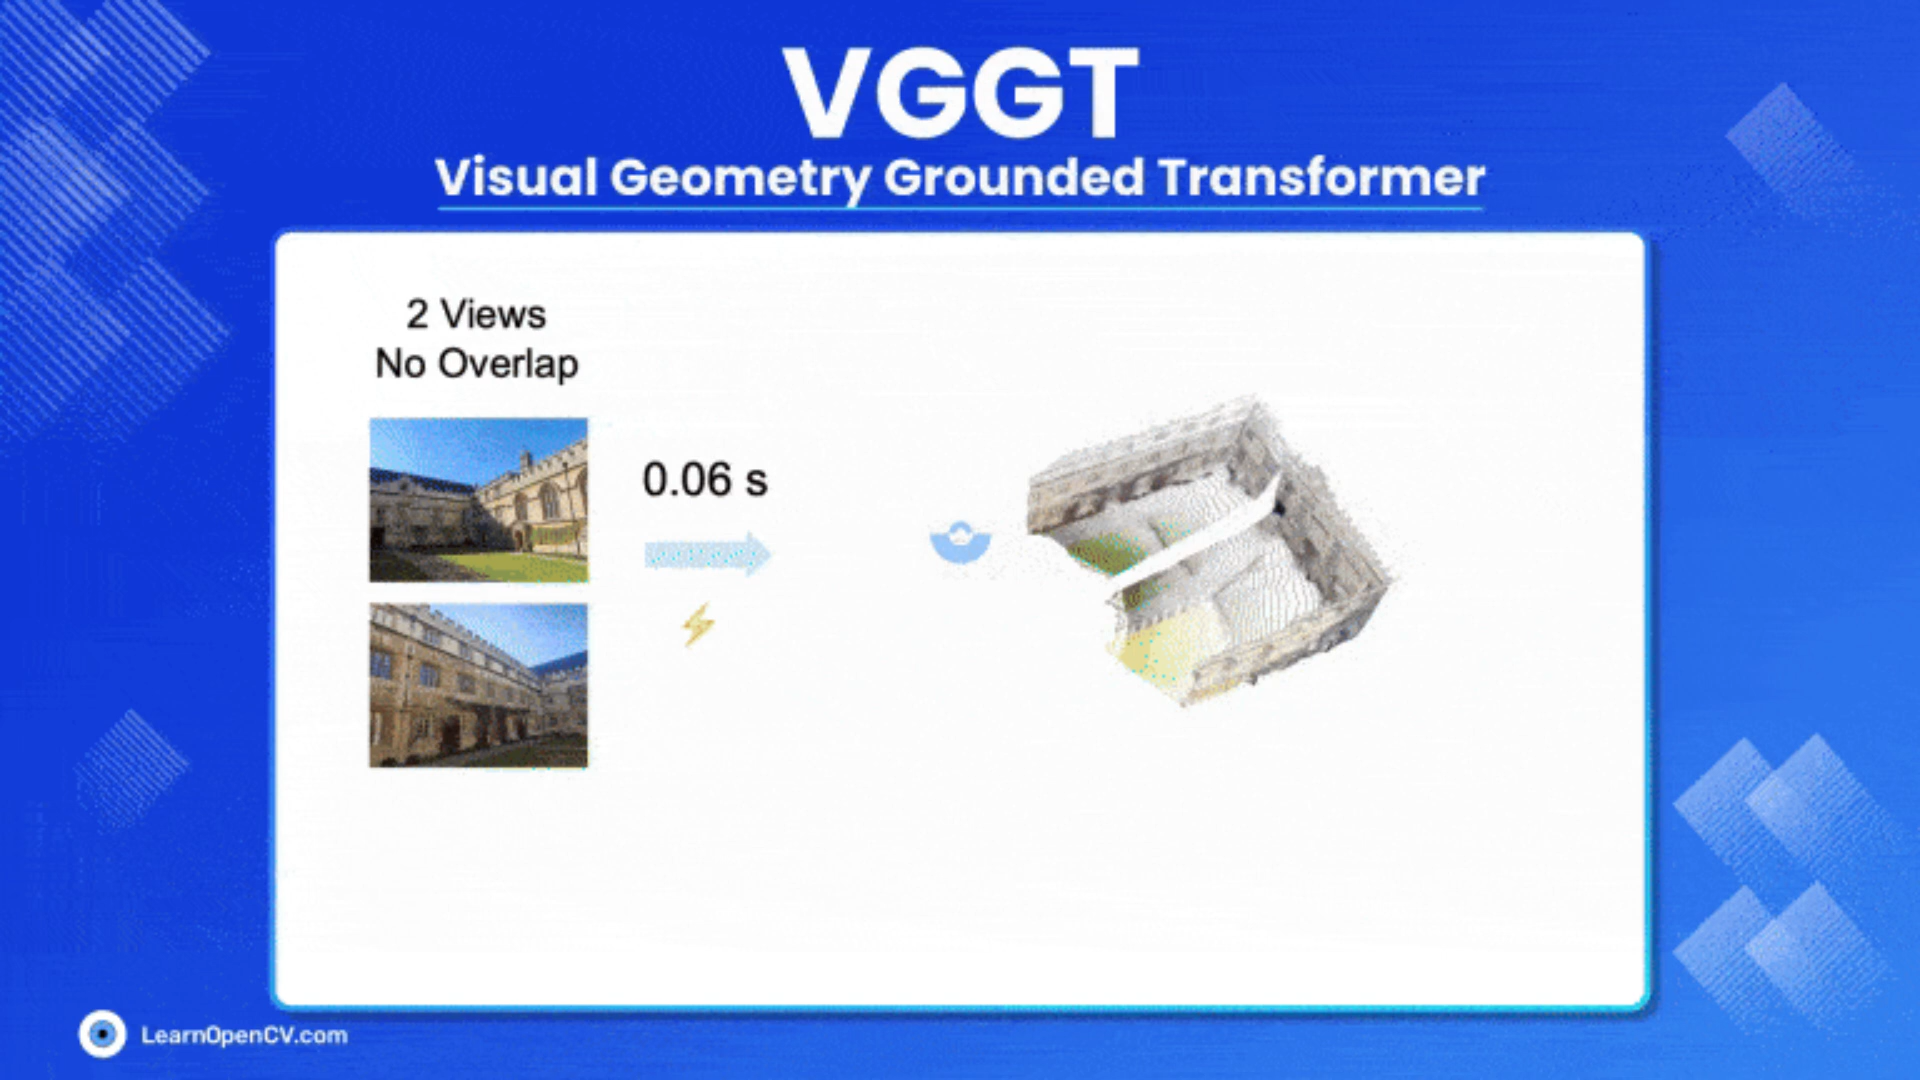 VGGT
Visual Geometry Grounded Transformer
2 Views
No Overlap
0.06 s
LearnOpenCV.com